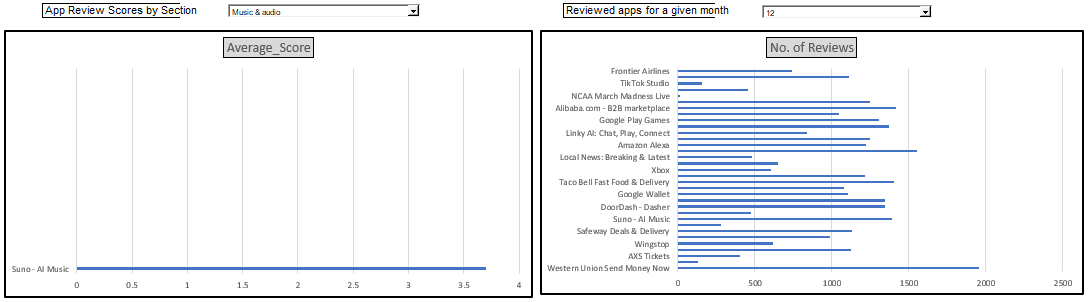 App Review Scores by Section
Music & audio
Reviewed apps for a given month
12
Average_Score
Suno - AI Music
0 0.5 1 1.5 2 2.5 3 3.5 4
No. of Reviews
Frontier Airlines
TikTok Studio
NCAA March Madness Live
Alibaba.com - B2B marketplace
Google Play Games
Linky AI: Chat, Play, Connect
Amazon Alexa
Local News: Breaking & Latest
Xbox
Taco Bell Fast Food & Delivery
Google Wallet
DoorDash - Dasher
Suno - AI Music
Safeway Deals & Delivery
Wingstop
AXS Tickets
Western Union Send Money Now
0 500 1000 1500 2000 2500